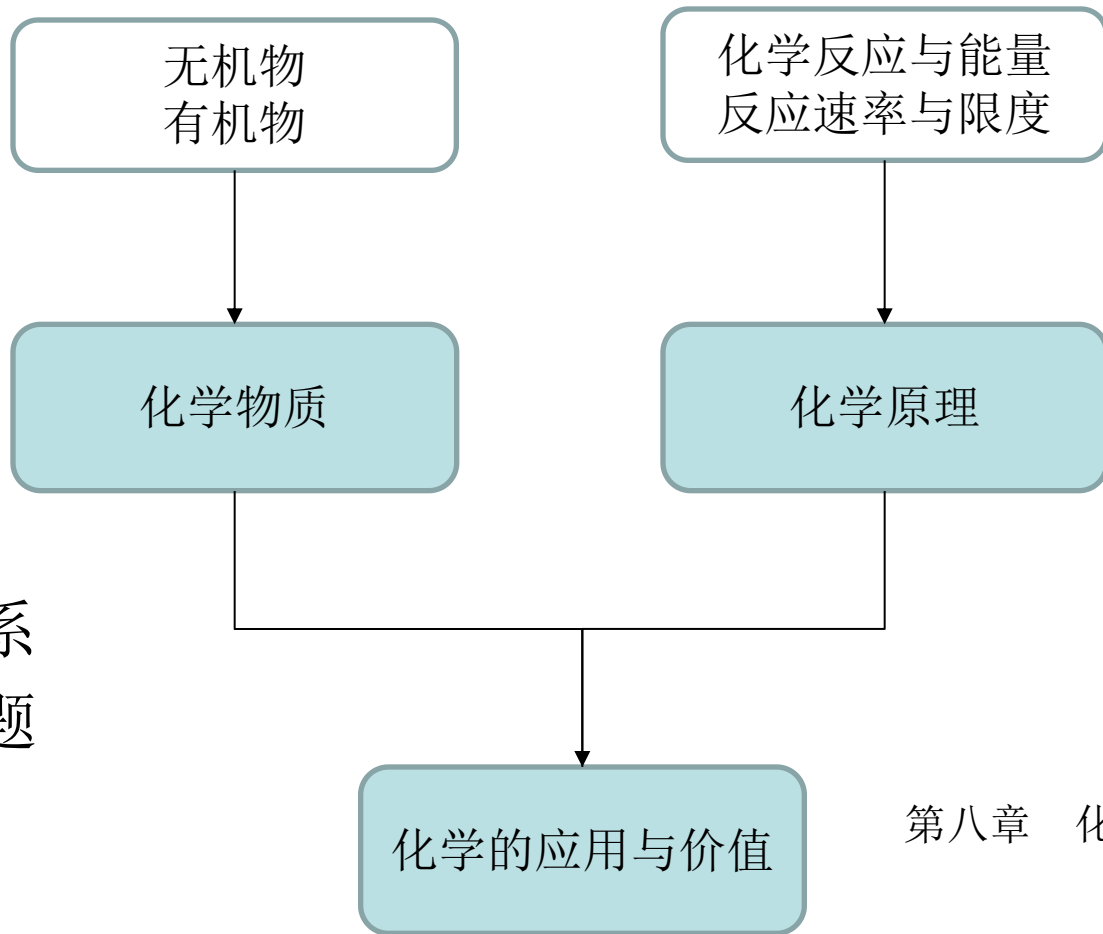 无机物
有机物
化学反应与能量
反应速率与限度
化学物质
化学原理
系
题
化学的应用与价值
第八章　化